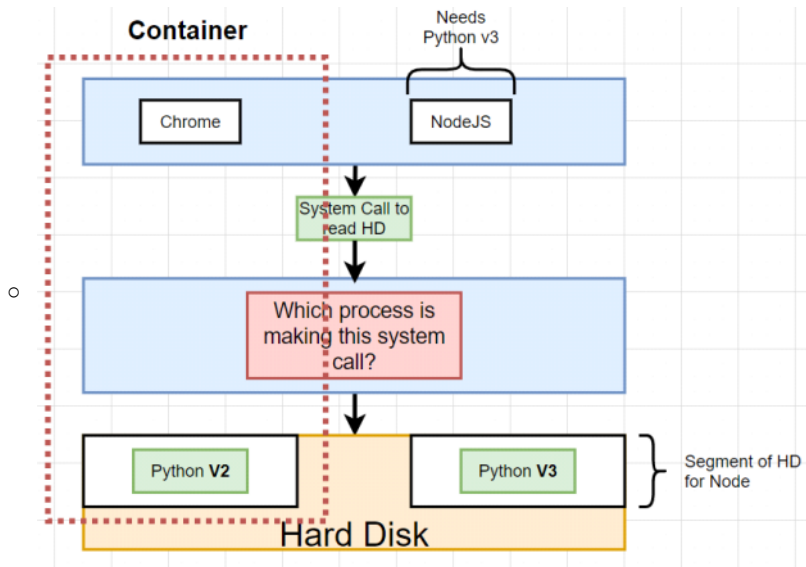 Container
Needs
Python v3
Chrome
NodeJS
System Call to
read HD
Which process is
making this system
call?
Python V2
Python V3
Segment of HD
for Node
Hard Disk